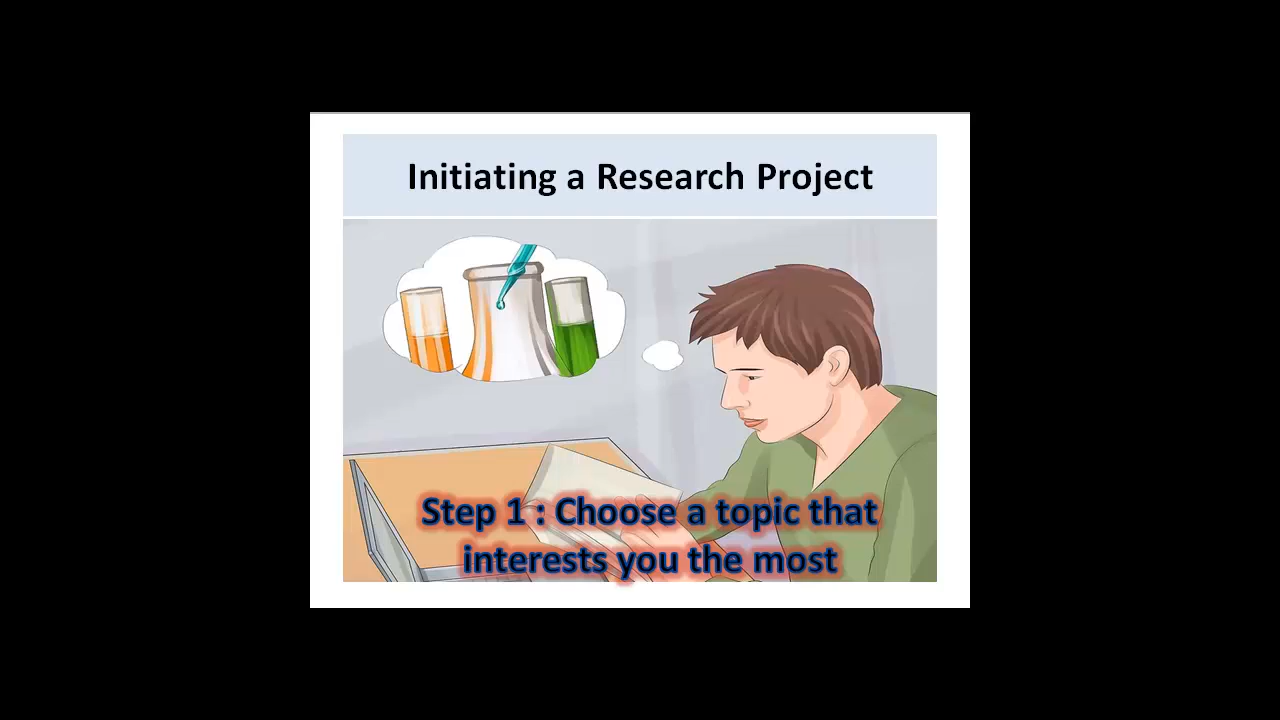 Initiating a Research Project
Step 1 : Choose a topic that
interests you the most